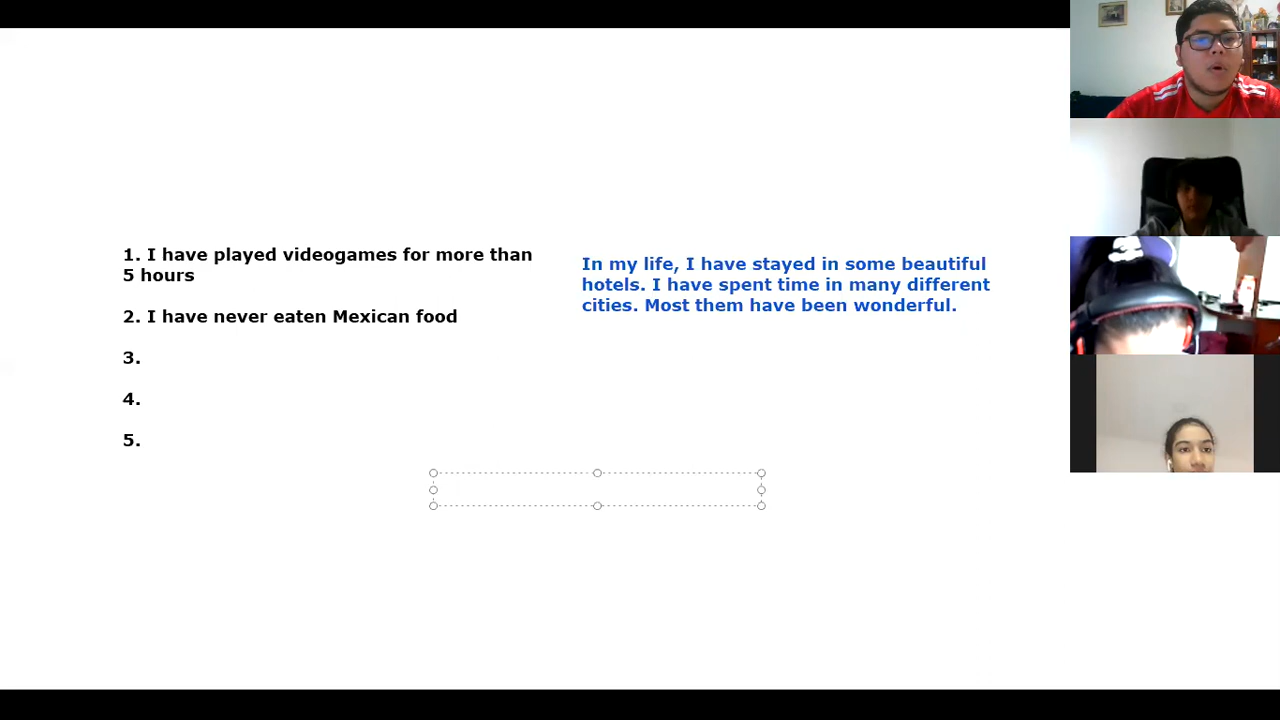 1. I have played videogames for more than
5 hours
2. I have never eaten Mexican food
3.
4.
5.
In my life, I have stayed in some beautiful
hotels. I have spent time in many different
cities. Most them have been wonderful.